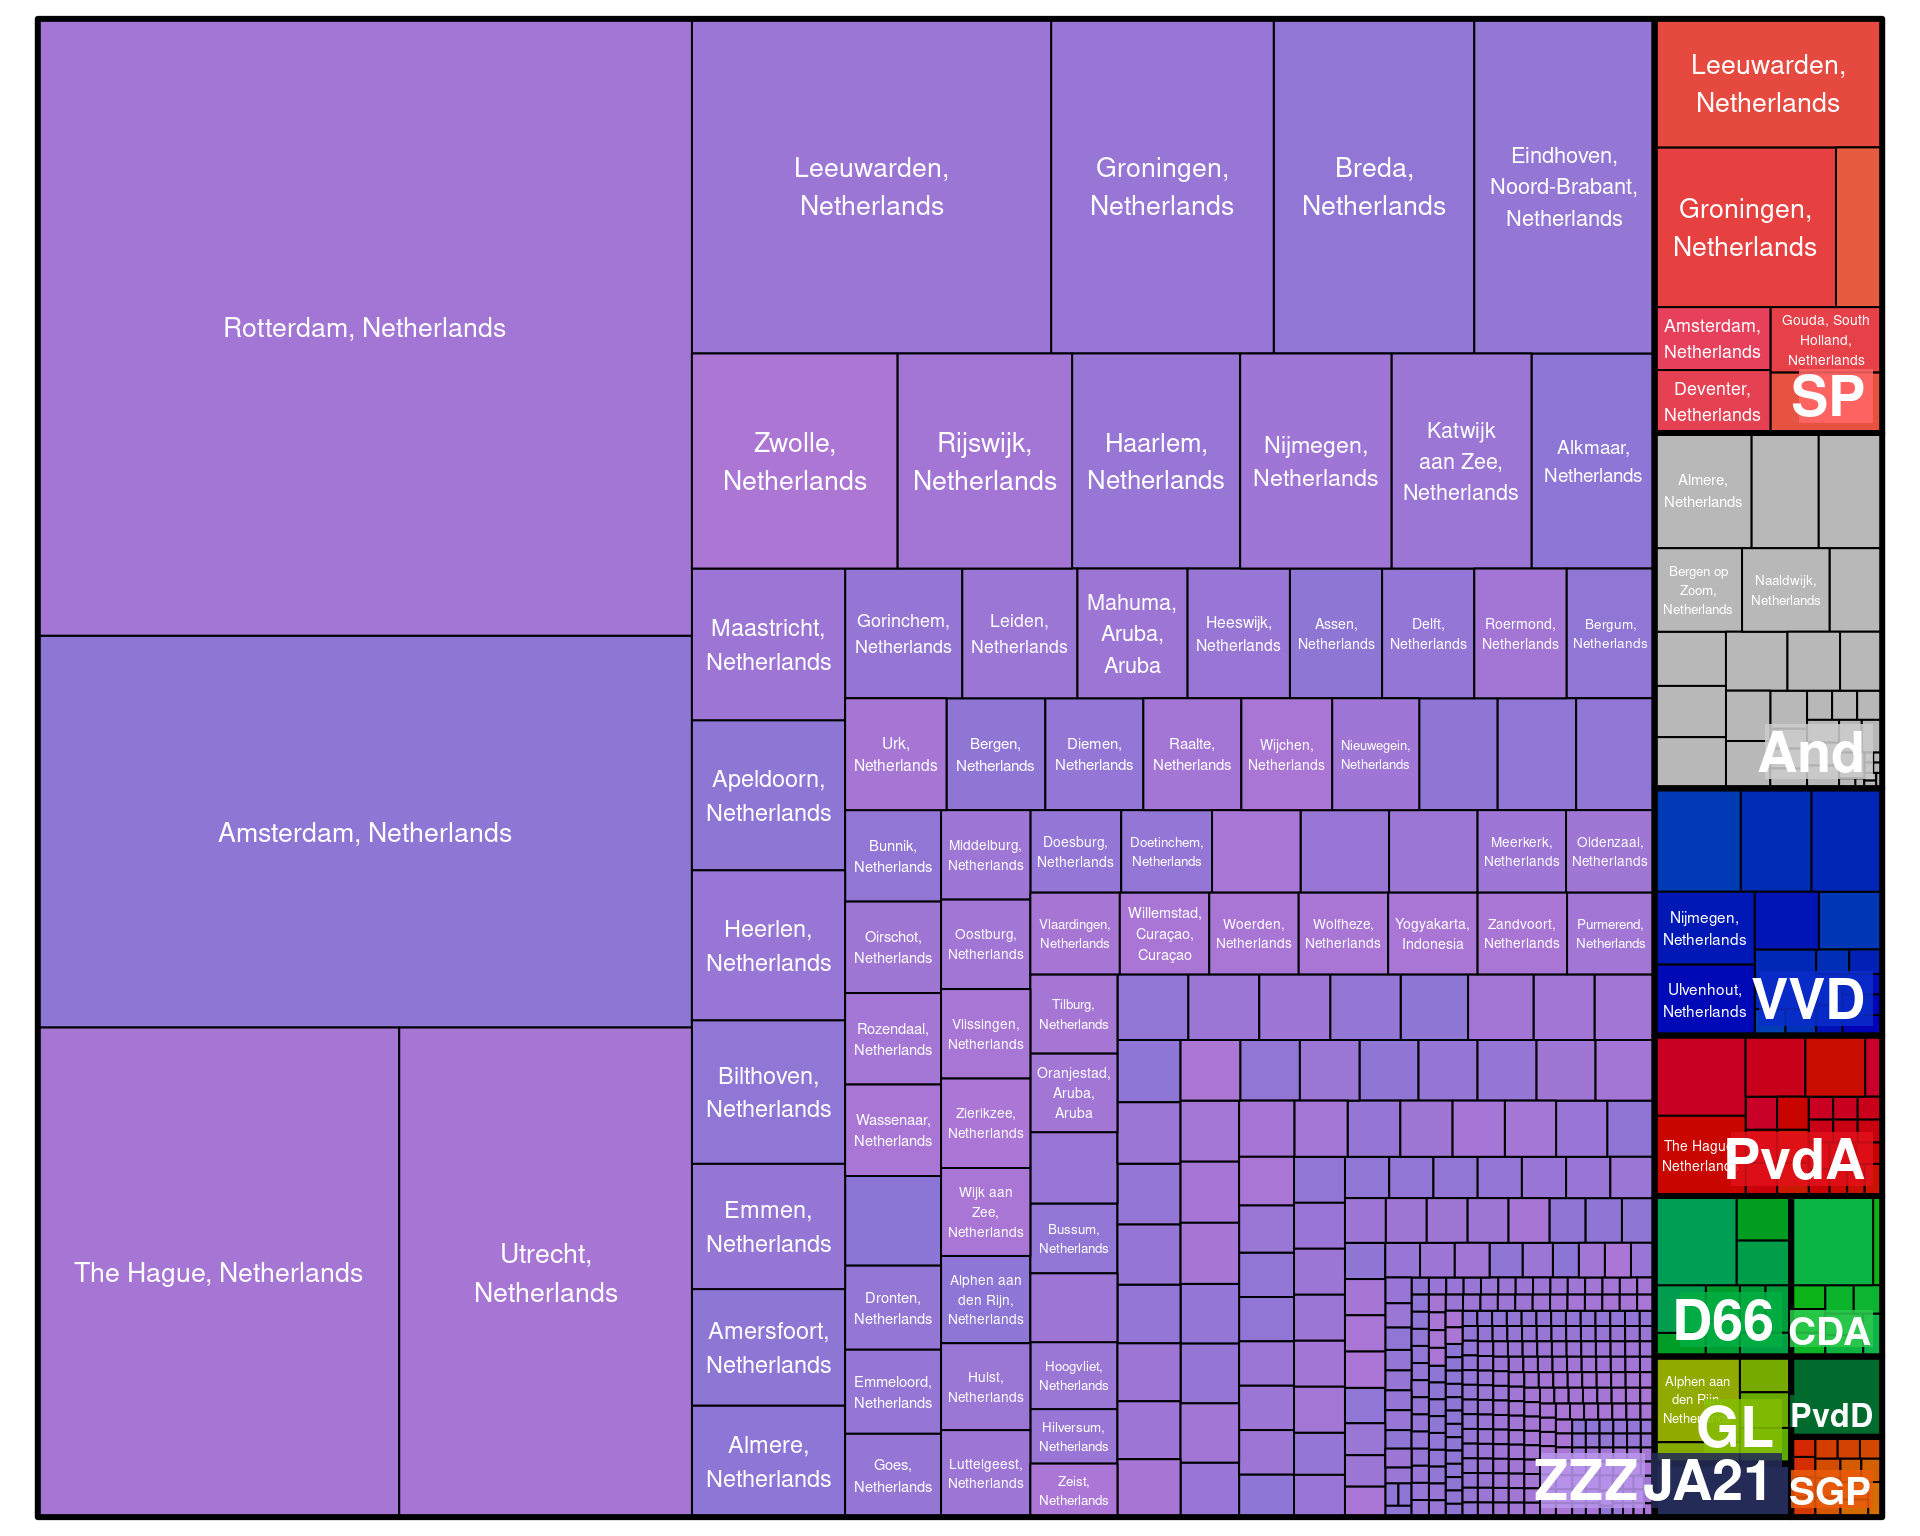 Rotterdam, Netherlands
Amsterdam, Netherlands
The Hague, Netherlands
Utrecht,
Netherlands
Leeuwarden,
Netherlands
Groningen,
Netherlands
Breda,
Netherlands
Eindhoven,
Noord-Brabant,
Netherlands
Zwolle,
Netherlands
Rijswijk,
Netherlands
Haarlem,
Netherlands
Nijmegen,
Netherlands
Katwijk
aan Zee,
Netherlands
Alkmaar,
Netherlands
Maastricht,
Netherlands
Apeldoorn,
Netherlands
Heerlen,
Netherlands
Bilthoven,
Netherlands
Emmen,
Netherlands
Amersfoort,
Netherlands
Almere,
Netherlands
Gorinchem,
Netherlands
Leiden,
Netherlands
Mahuma,
Aruba,
Aruba
Heeswijk,
Netherlands
Assen,
Netherlands
Delft,
Netherlands
Roermond,
Netherlands
Bergum,
Netherlands
Urk,
Netherlands
Bergen,
Netherlands
Diemen,
Netherlands
Raalte,
Netherlands
Wijchen,
Netherlands
Nieuwegein,
Netherlands
Bunnik,
Netherlands
Oirschot,
Netherlands
Rozendaal,
Netherlands
Wassenaar,
Netherlands
Dronten,
Netherlands
Emmeloord,
Netherlands
Goes,
Netherlands
Middelburg,
Netherlands
Oostburg,
Netherlands
Vlissingen,
Netherlands
Zierikzee,
Netherlands
Wijk aan
Zee,
Netherlands
Alphen aan
den Rijn,
Netherlands
Hulst,
Netherlands
Luttelgeest,
Netherlands
Doesburg,
Netherlands
Doetinchem,
Netherlands
Meerkerk,
Netherlands
Oldenzaal,
Netherlands
Vlaardingen,
Netherlands
Willemstad,
Curaçao,
Curaçao
Woerden,
Netherlands
Wolfheze,
Netherlands
Yogyakarta,
Indonesia
Zandvoort,
Netherlands
Purmerend,
Netherlands
Tilburg,
Netherlands
Oranjestad,
Aruba,
Aruba
Bussum,
Netherlands
Hoogvliet,
Netherlands
Hilversum,
Netherlands
Zeist,
Netherlands
ZZZ
Leeuwarden,
Netherlands
Groningen,
Netherlands
Amsterdam,
Netherlands
Gouda, South
Holland,
Netherlands
Deventer,
Netherlands
SP
Almere,
Netherlands
Bergen op
Zoom,
Netherlands
Naaldwijk,
Netherlands
And
Nijmegen,
Netherlands
Ulvenhout,
Netherlands
VVD
The Hague
PvdA
D66
CDA
Alphen aan
den Rijn
GL
PvdD
JA21
SGP